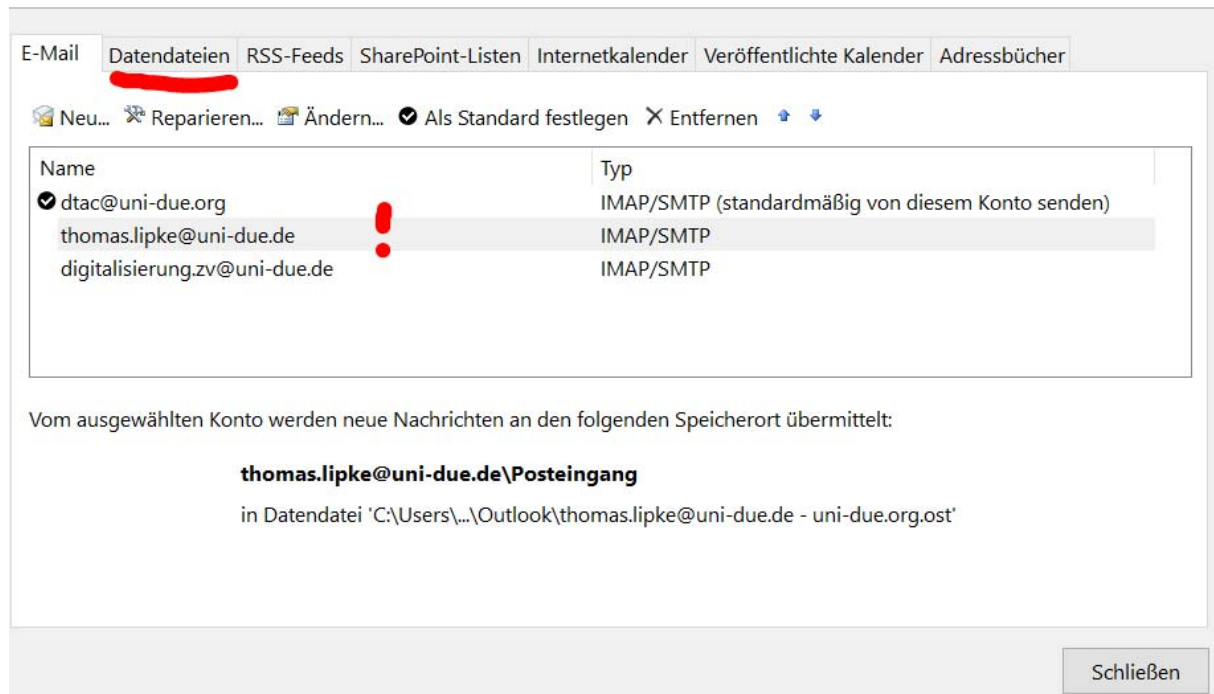 E-Mail Datendateien RSS-Feeds SharePoint-Listen Internetkalender Veröffentlichte Kalender Adressbücher
Neu... Reparieren... Ändern... Als Standard festlegen Entfernen
Name Typ
dtac@uni-due.org IMAP/SMTP (standardmäßig von diesem Konto senden)
thomas.lipke@uni-due.de IMAP/SMTP
digitalisierung.zv@uni-due.de IMAP/SMTP
Vom ausgewählten Konto werden neue Nachrichten an den folgenden Speicherort übermittelt:
thomas.lipke@uni-due.de\Posteingang
in Datendatei 'C:\Users\...\Outlook\thomas.lipke@uni-due.de - uni-due.org.ost'
Schließen